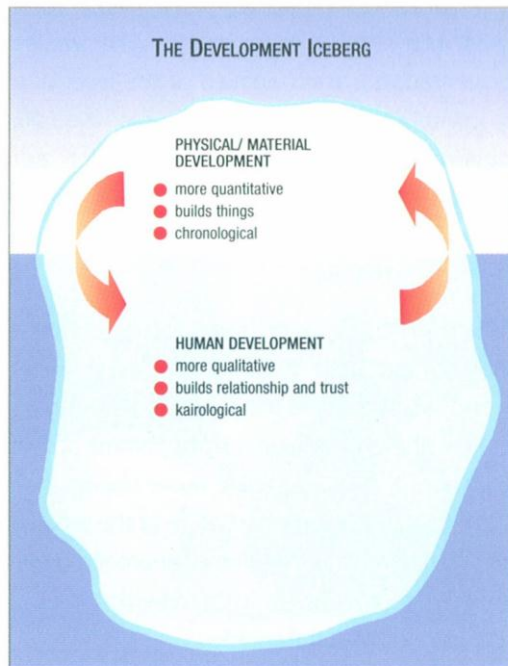 THE DEVELOPMENT ICEBERG
PHYSICAL/ MATERIAL
DEVELOPMENT
● more quantitative
● builds things
● chronological
HUMAN DEVELOPMENT
● more qualitative
● builds relationship and trust
● kairological